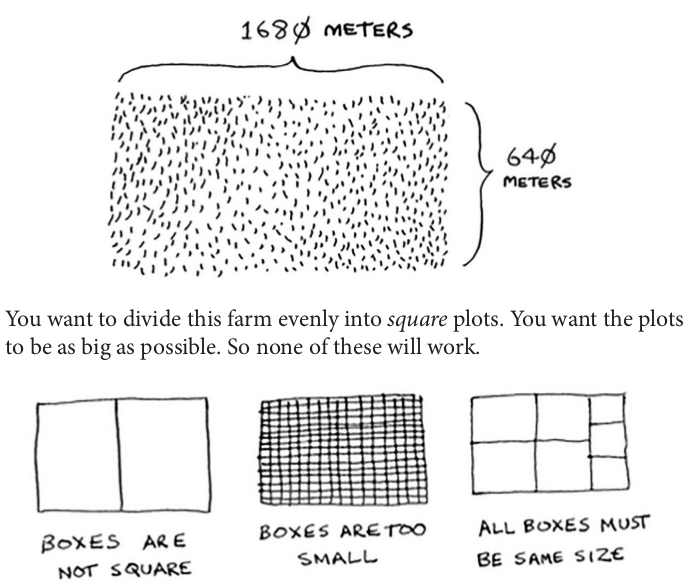 168∅ METERS
64∅
METERS
You want to divide this farm evenly into square plots. You want the plots
to be as big as possible. So none of these will work.
BOXES ARE
NOT SQUARE
BOXES ARE TOO
SMALL
ALL BOXES MUST
BE SAME SIZE